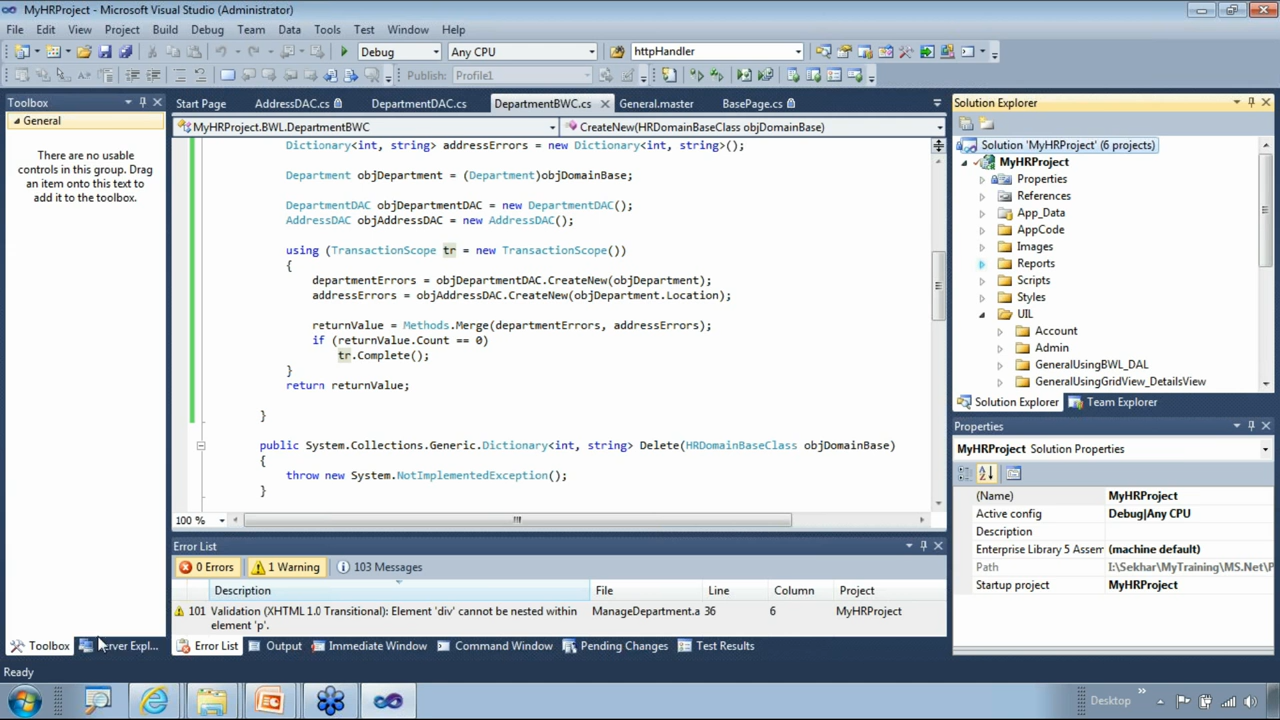 MyHRProject - Microsoft Visual Studio (Administrator)
File Edit View Project Build Debug Team Data Tools Test Window Help
Debug Any CPU httpHandler
Publish: Profile1
Toolbox
General
There are no usable
controls in this group. Drag
an item onto this text to
add it to the toolbox.
Start Page AddressDAC.cs DepartmentDAC.cs DepartmentBWC.cs General.master BasePage.cs
MyHRProject.BWL.DepartmentBWC CreateNew(HRDomainBaseClass objDomainBase)
Dictionary<int, string> addressErrors = new Dictionary<int, string>();
Department objDepartment = (Department)objDomainBase;
DepartmentDAC objDepartmentDAC = new DepartmentDAC();
AddressDAC objAddressDAC = new AddressDAC();
using (TransactionScope tr = new TransactionScope())
{
departmentErrors = objDepartmentDAC.CreateNew(objDepartment);
addressErrors = objAddressDAC.CreateNew(objDepartment.Location);
returnValue = Methods.Merge(departmentErrors, addressErrors);
if (returnValue.Count == 0)
tr.Complete();
}
return returnValue;
}
public System.Collections.Generic.Dictionary<int, string> Delete(HRDomainBaseClass objDomainBase)
{
throw new System.NotImplementedException();
}
100 %
Error List
0 Errors 1 Warning 103 Messages
Description File Line Column Project
101 Validation (XHTML 1.0 Transitional): Element 'div' cannot be nested within ManageDepartment.a 36 6 MyHRProject
element 'p'.
Toolbox erver Expl... Error List Output Immediate Window Command Window Pending Changes Test Results
Solution Explorer
Solution 'MyHRProject' (6 projects)
MyHRProject
Properties
References
App_Data
AppCode
Images
Reports
Scripts
Styles
UIL
Account
Admin
GeneralUsingBWL_DAL
GeneralUsingGridView_DetailsView
Solution Explorer Team Explorer
Properties
MyHRProject Solution Properties
(Name) MyHRProject
Active config Debug|Any CPU
Description
Enterprise Library 5 Assem (machine default)
Path I:\Sekhar\MyTraining\MS.Net\P
Startup project MyHRProject
Ready
Desktop